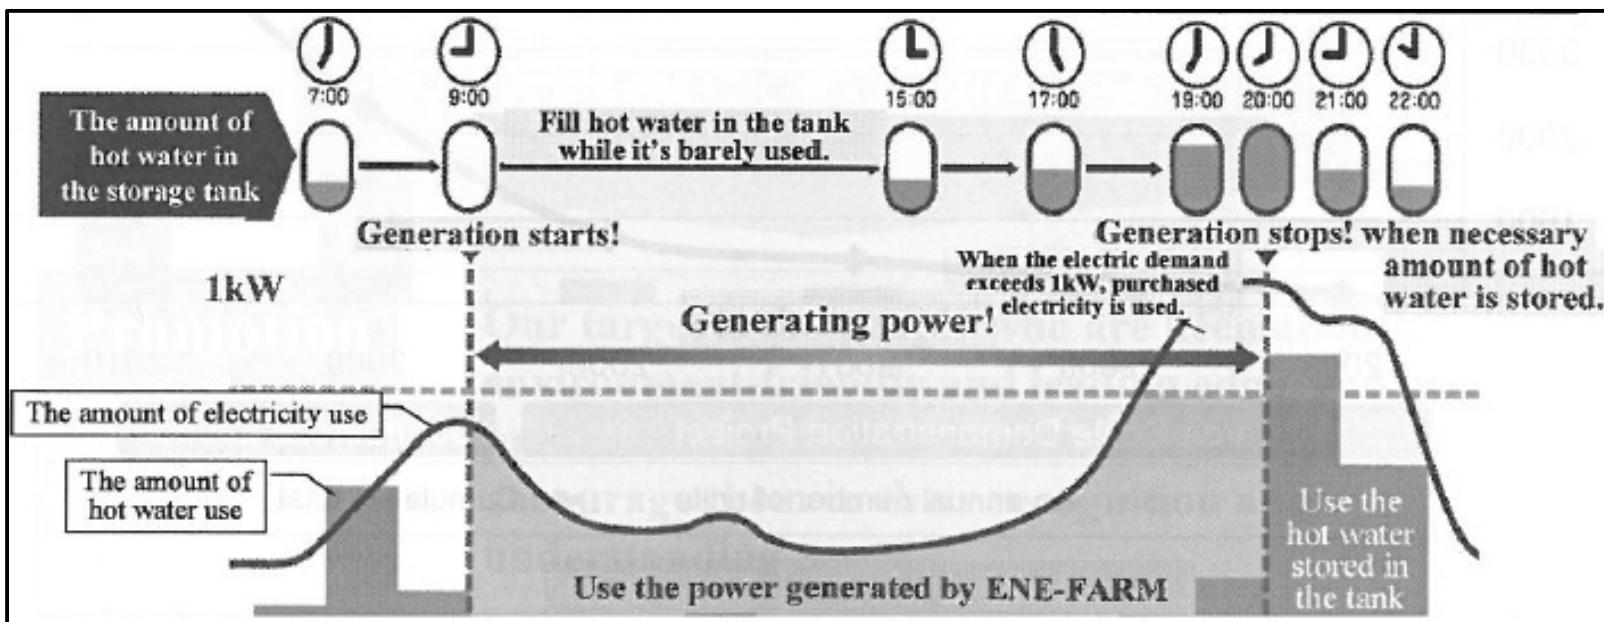 7:00
9:00
15:00
17:00
19:00
20:00
21:00
22:00
The amount of
hot water in
the storage tank
Fill hot water in the tank
while it's barely used.
Generation starts!
Generation stops! when necessary
amount of hot
water is stored.
When the electric demand
exceeds 1kW, purchased
electricity is used.
1kW
Generating power!
The amount of electricity use
The amount of
hot water use
Use the power generated by ENE-FARM
Use the
hot water
stored in
the tank